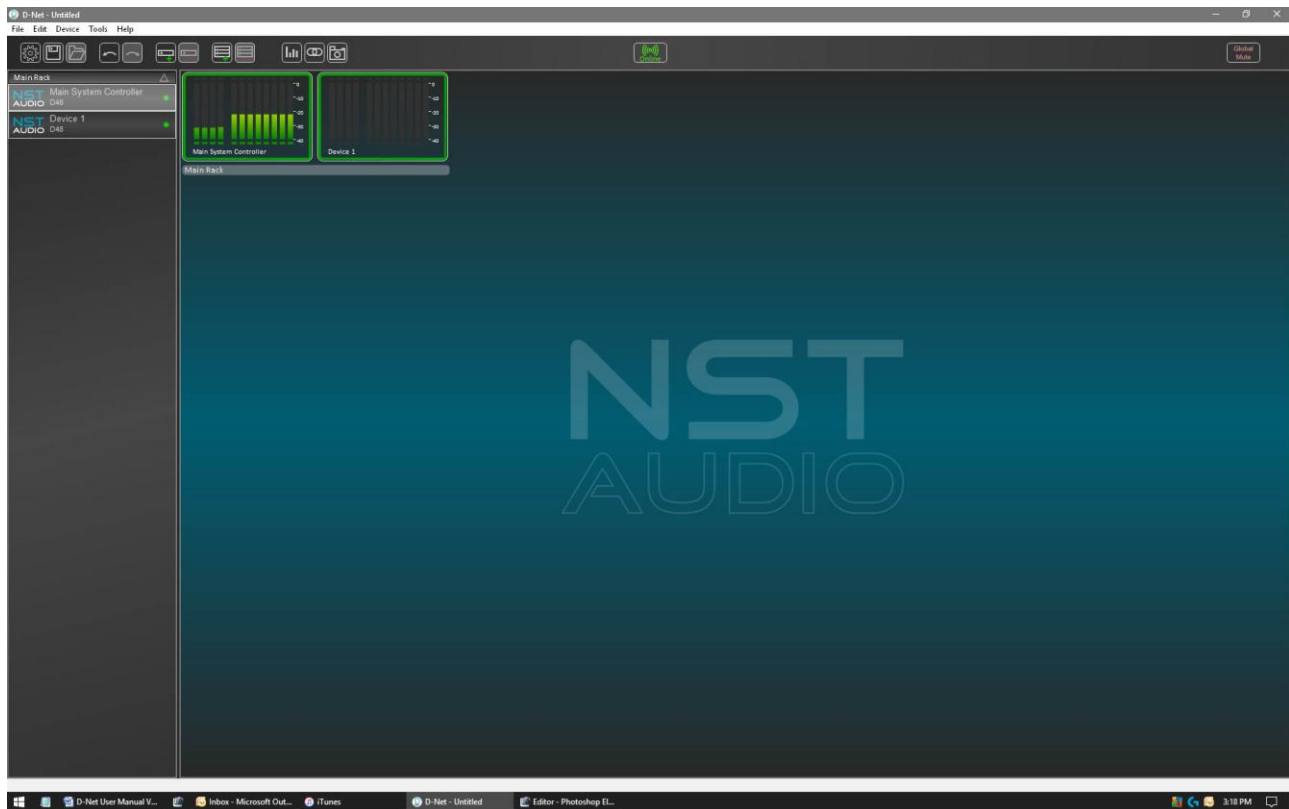 D-Net - Untitled
File Edit Device Tools Help
Online
Global
Mute
Main Rack
NST
AUDIO
Main System Controller
D48
NST
AUDIO
Device 1
D48
Main System Controller
Device 1
Main Rack
NST
AUDIO
D-Net User Manual V...
Inbox - Microsoft Out...
iTunes
D-Net - Untitled
Editor - Photoshop El...
3:18 PM